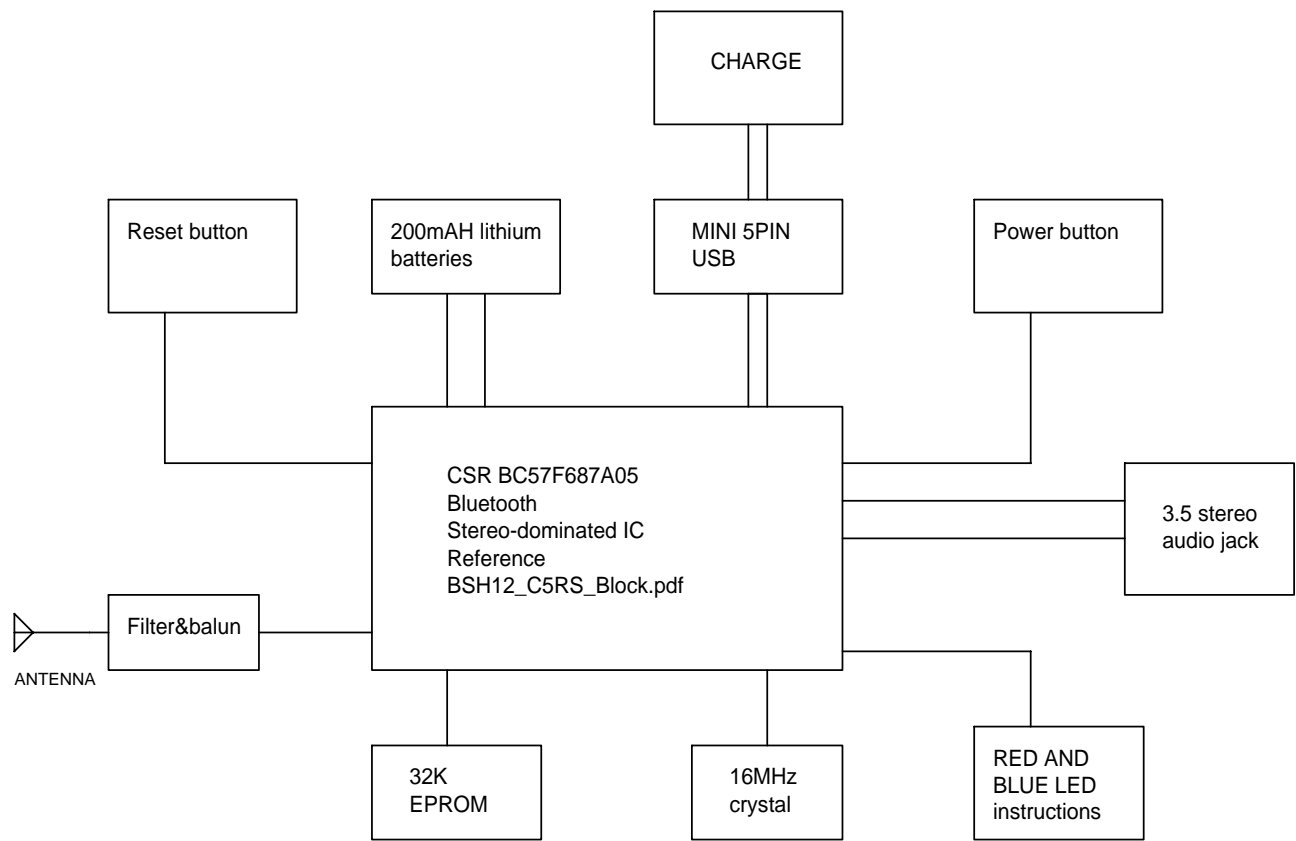 CHARGE
Reset button
200mAH lithium
batteries
MINI 5PIN
USB
Power button
CSR BC57F687A05
Bluetooth
Stereo-dominated IC
Reference
BSH12_C5RS_Block.pdf
3.5 stereo
audio jack
Filter&balun
ANTENNA
32K
EPROM
16MHz
crystal
RED AND
BLUE LED
instructions